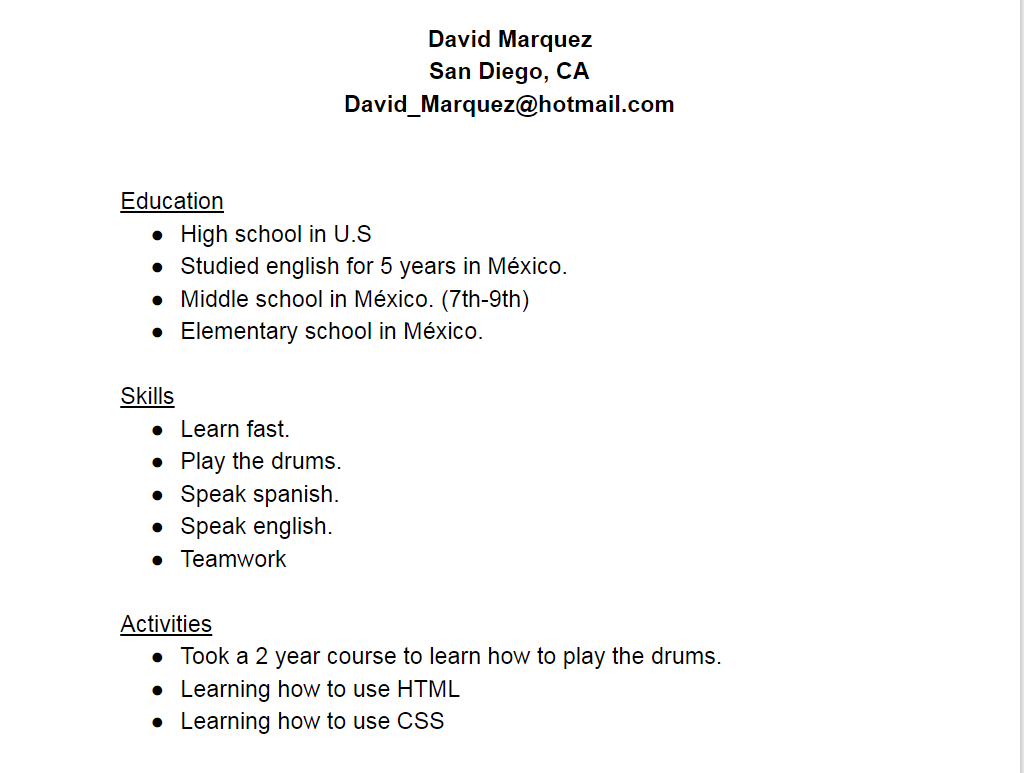 David Marquez
San Diego, CA
David_Marquez@hotmail.com
Education
● High school in U.S
● Studied english for 5 years in México.
● Middle school in México. (7th-9th)
● Elementary school in México.
Skills
● Learn fast.
● Play the drums.
● Speak spanish.
● Speak english.
● Teamwork
Activities
● Took a 2 year course to learn how to play the drums.
● Learning how to use HTML
● Learning how to use CSS